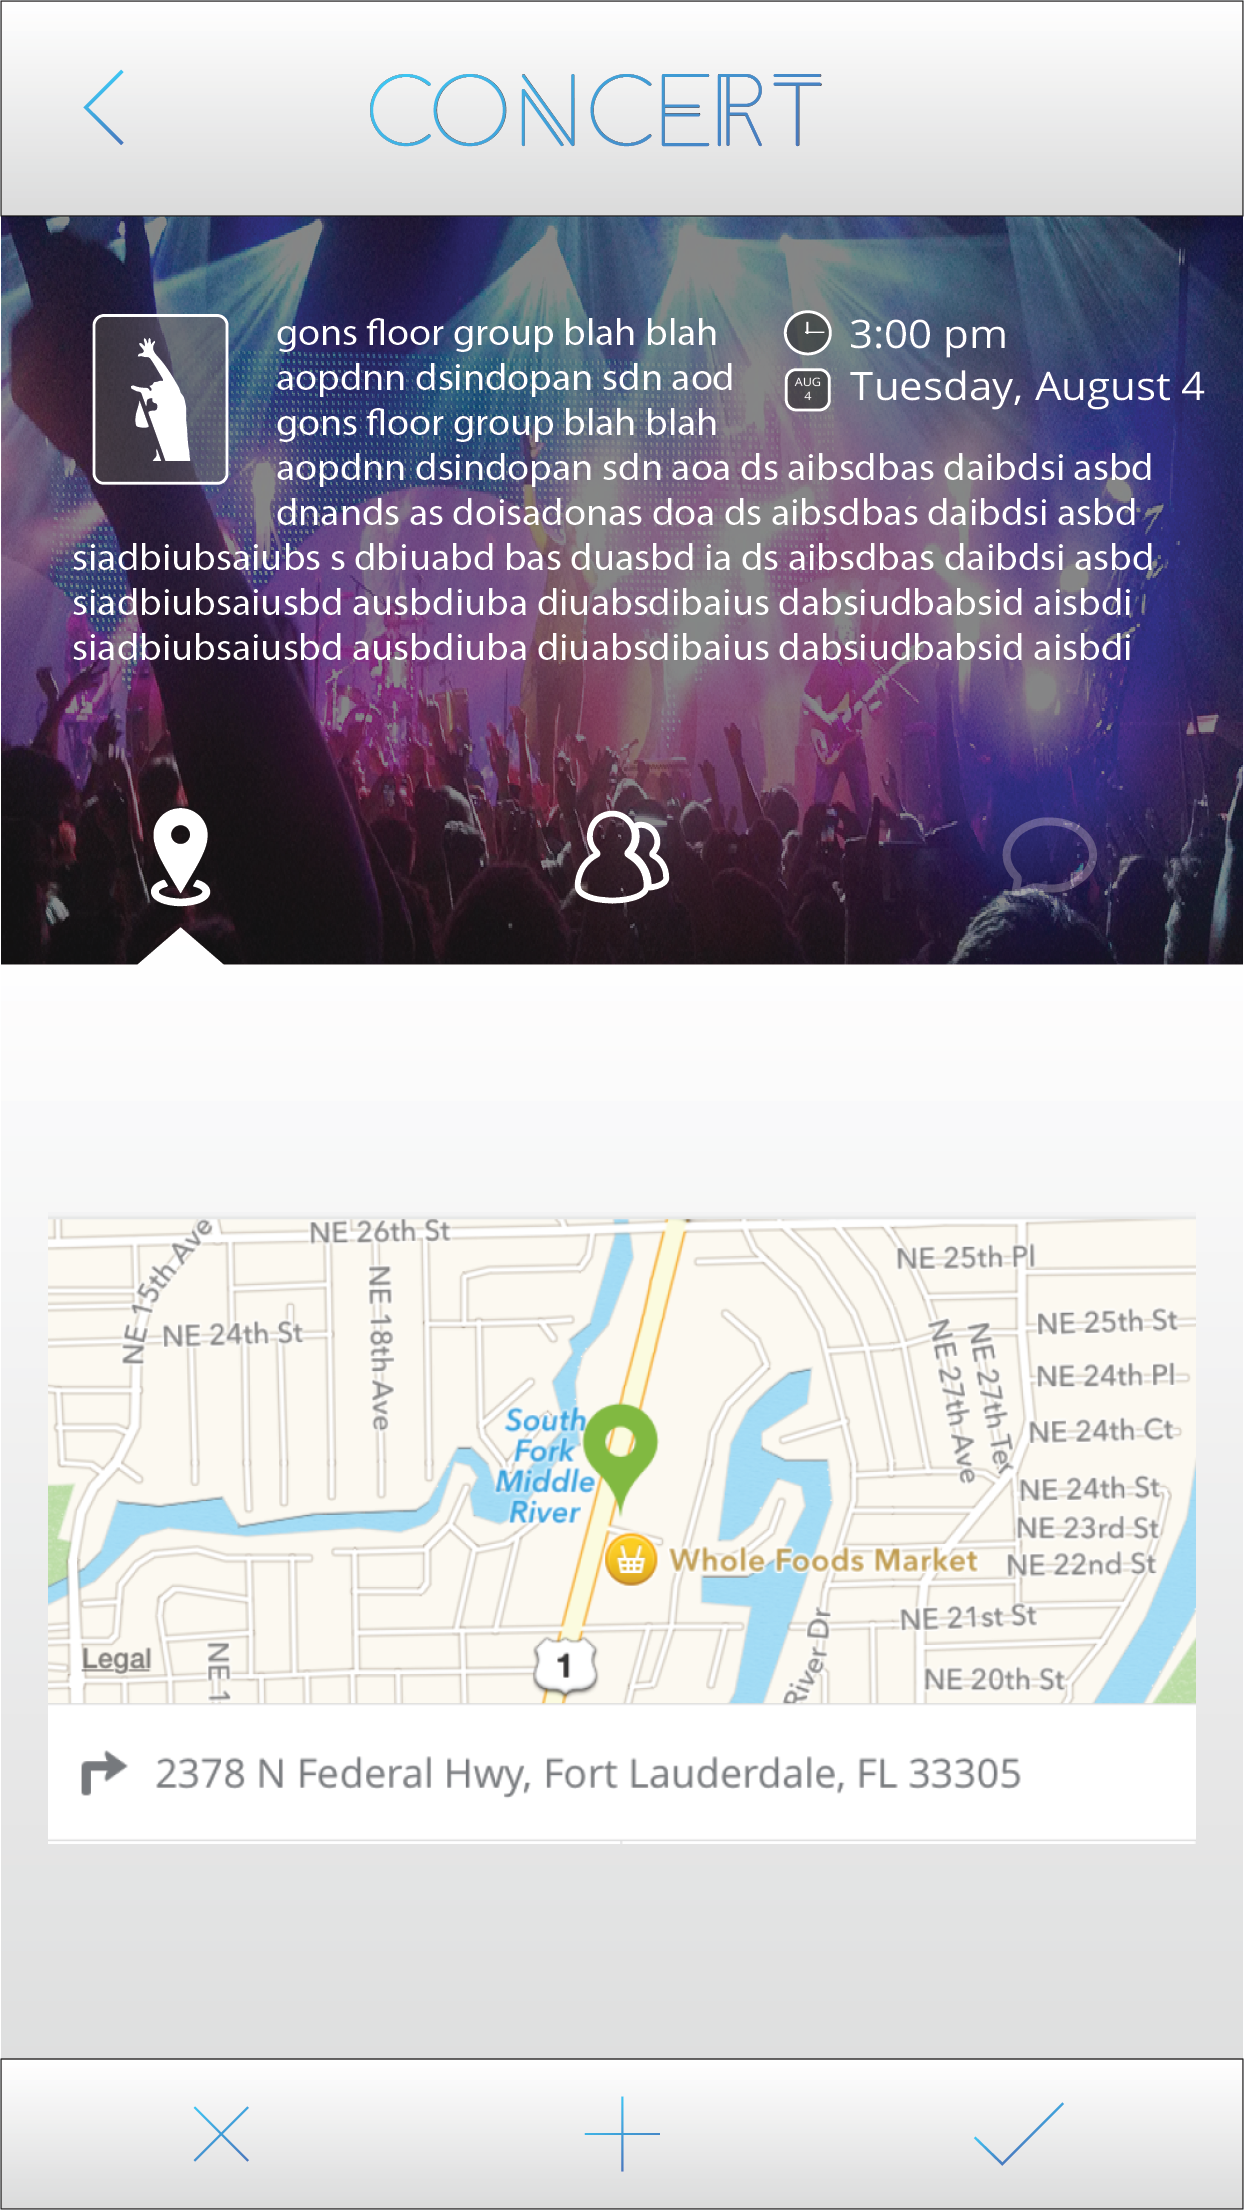 CONCERT
gons floor group blah blah
aopdnn dsindopan sdn aod
gons floor group blah blah
aopdnn dsindopan sdn aoa ds aibsdbas daibdsi asbd
dnands as doisadonas doa ds aibsdbas daibdsi asbd
siadbiubsaiubs s dbiuabd bas duasbd ia ds aibsdbas daibdsi asbd
siadbiubsaiusbd ausbdiuba diuabsdibaius dabsiudbabsid aisbdi
siadbiubsaiusbd ausbdiuba diuabsdibaius dabsiudbabsid aisbdi
3:00 pm
AUG
4
Tuesday, August 4
NE 26th St
NE 15th Ave
NE 25th Pl
NE 24th St
NE 18th Ave
NE 25th St
NE 27th Ave
NE 27th Ter
NE 24th Pl
South
Fork
Middle
River
NE 24th Ct
NE 24th St
NE 23rd St
Whole Foods Market
NE 22nd St
NE 21st St
River Dr
Legal
NE 1
1
NE 20th St
2378 N Federal Hwy, Fort Lauderdale, FL 33305